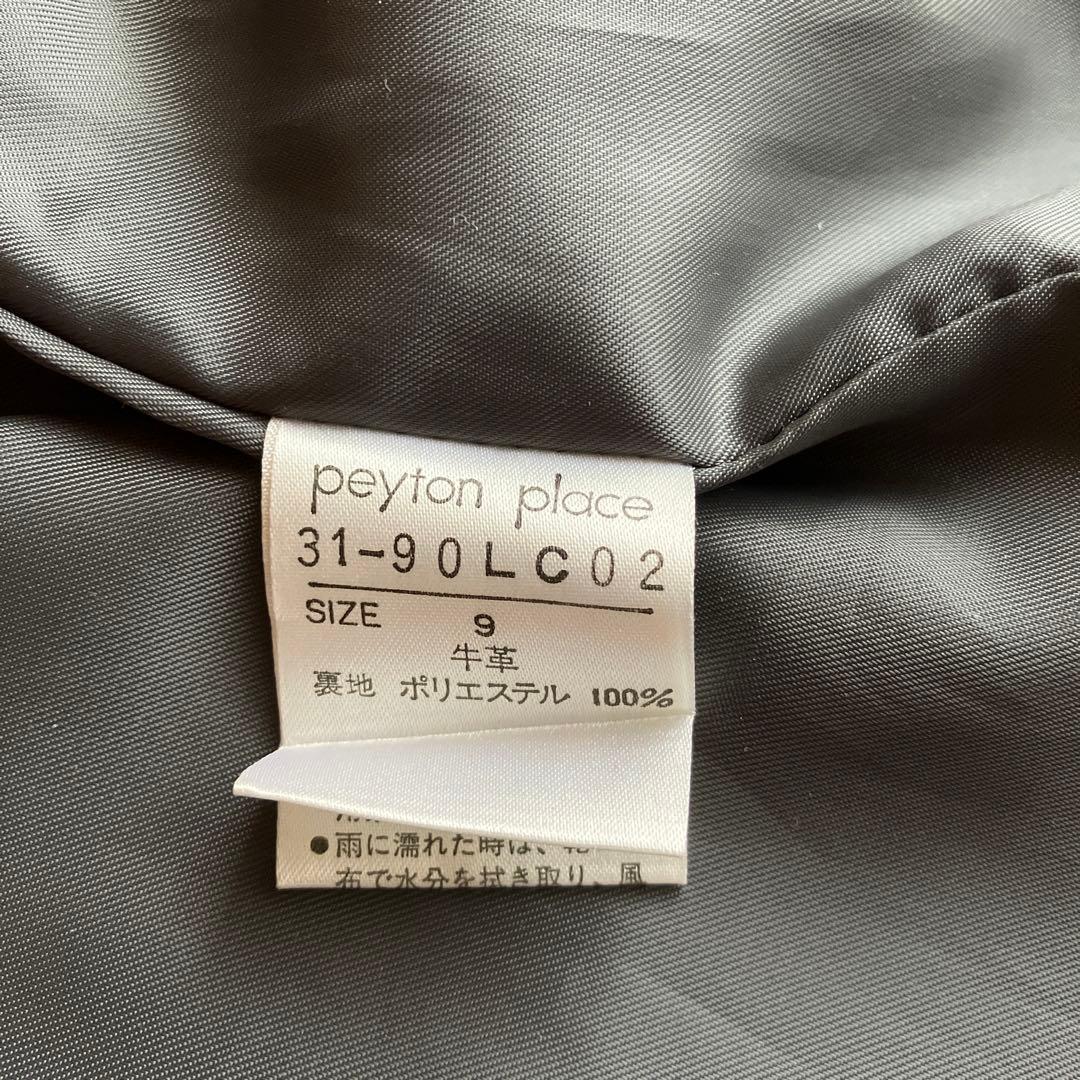 peyton place
31-90LC02
SIZE 9
牛革
裏地 ポリエステル 100%
●雨に濡れた時は、
布で水分を拭き取り、風